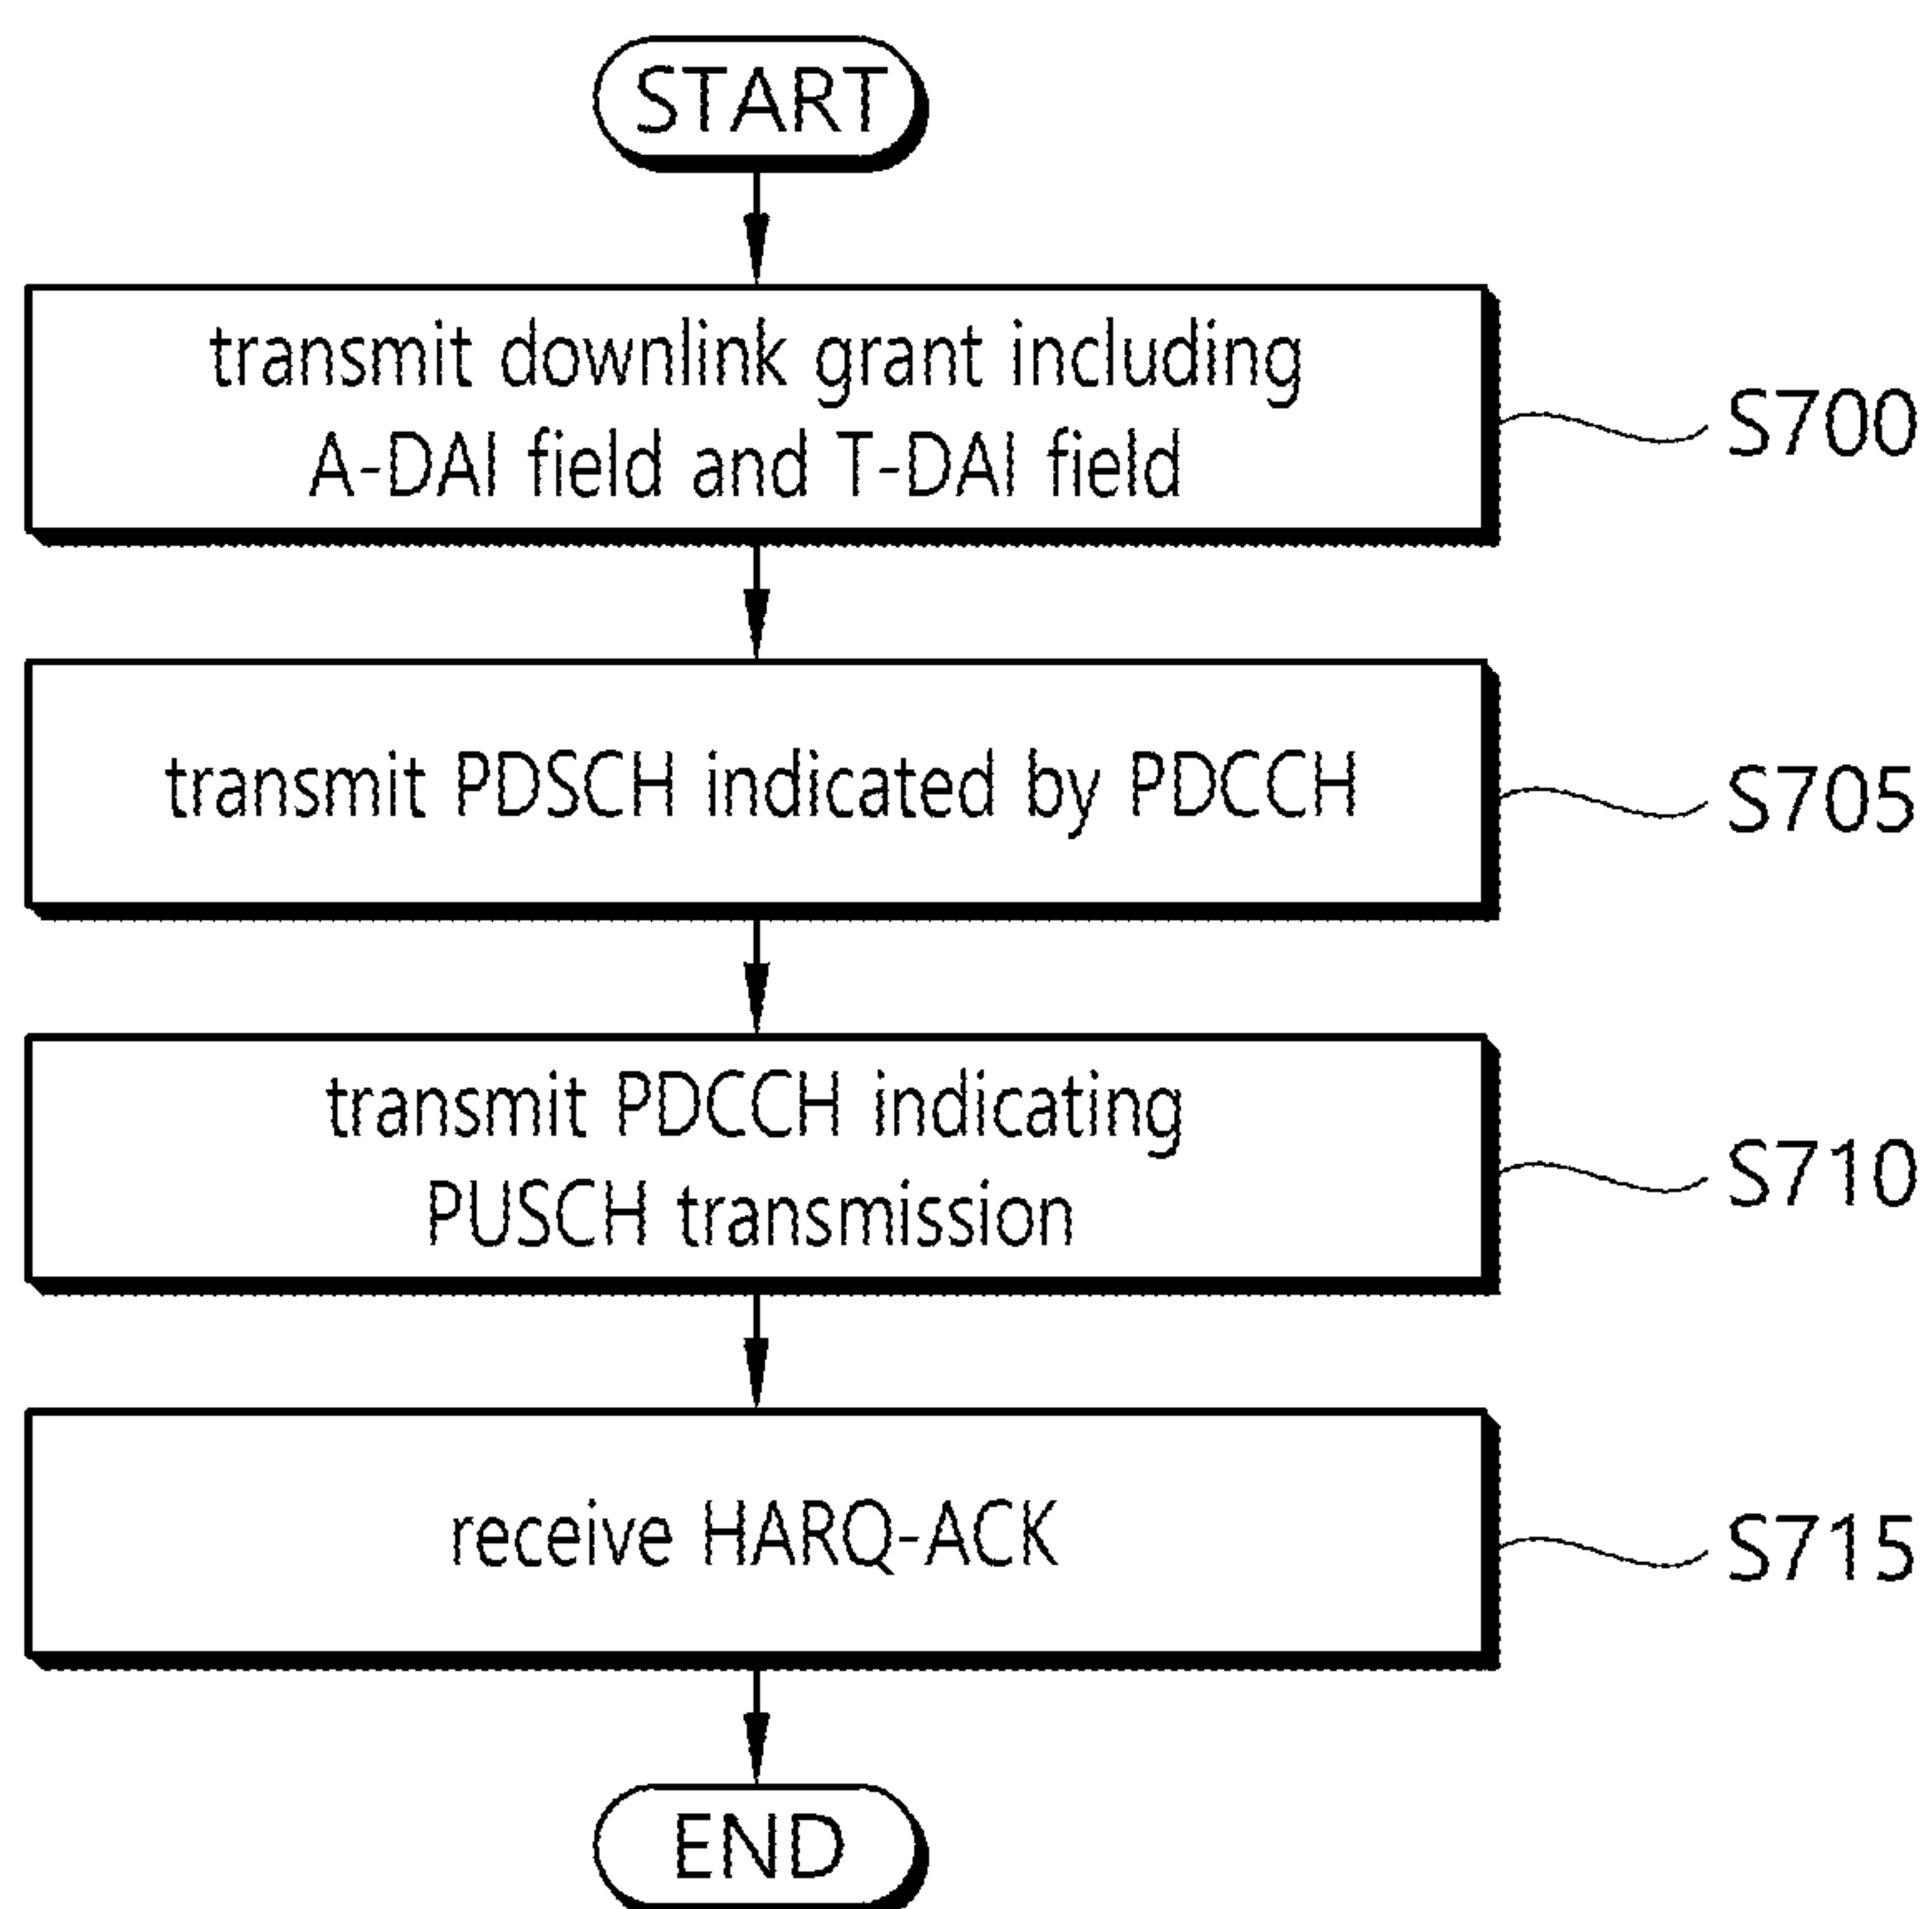 START
transmit downlink grant including
A-DAI field and T-DAI field
S700
transmit PDSCH indicated by PDCCH
S705
transmit PDCCH indicating
PUSCH transmission
S710
receive HARQ-ACK
S715
END